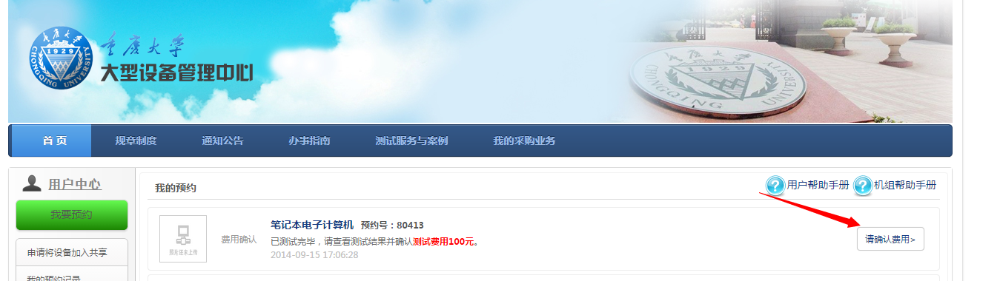 重庆大学
1929
CHONGQING UNIVERSITY
大型设备管理中心
1929
CHONGQING UNIVERSITY
首 页 规章制度 通知公告 办事指南 测试服务与案例 我的采购业务
用户中心
我要预约
申请将设备加入共享
我的预约记录
我的预约
用户帮助手册 机组帮助手册
照片还未上传
费用确认
笔记本电子计算机 预约号：80413
已测试完毕，请查看测试结果并确认测试费用100元。
2014-09-15 17:06:28
请确认费用>